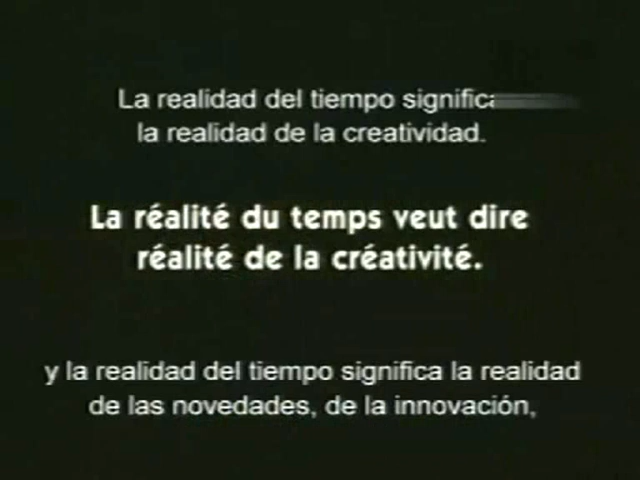 La realidad del tiempo significa
la realidad de la creatividad.
La réalité du temps veut dire
réalité de la créativité.
y la realidad del tiempo significa la realidad
de las novedades, de la innovación,